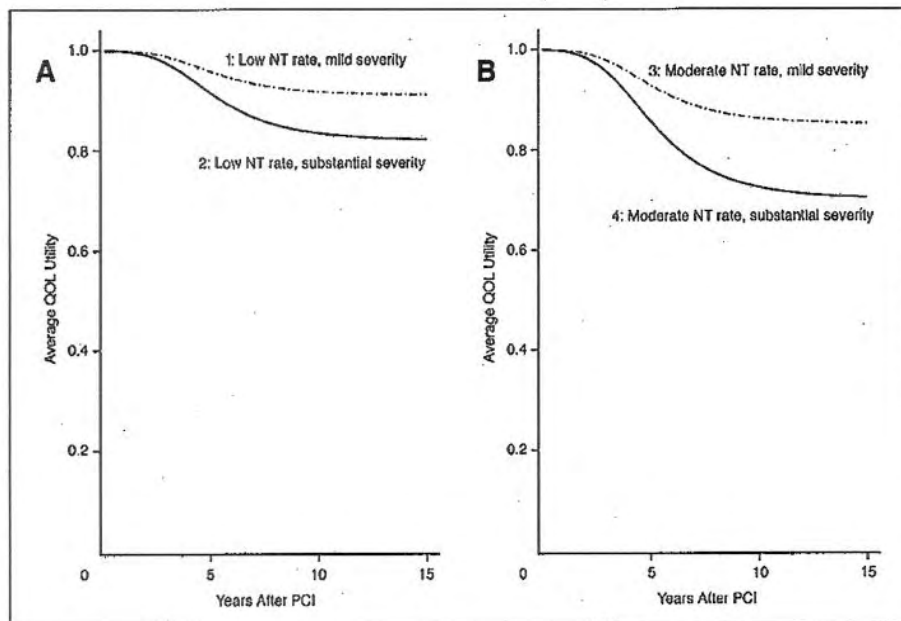 A
1.0
0.8
0.6
0.4
0.2
0
5
10
15
Average QOL Utility
Years After PCI
1: Low NT rate, mild severity
2: Low NT rate, substantial severity
B
1.0
0.8
0.6
0.4
0.2
0
5
10
15
Average QOL Utility
Years After PCI
3: Moderate NT rate, mild severity
4: Moderate NT rate, substantial severity